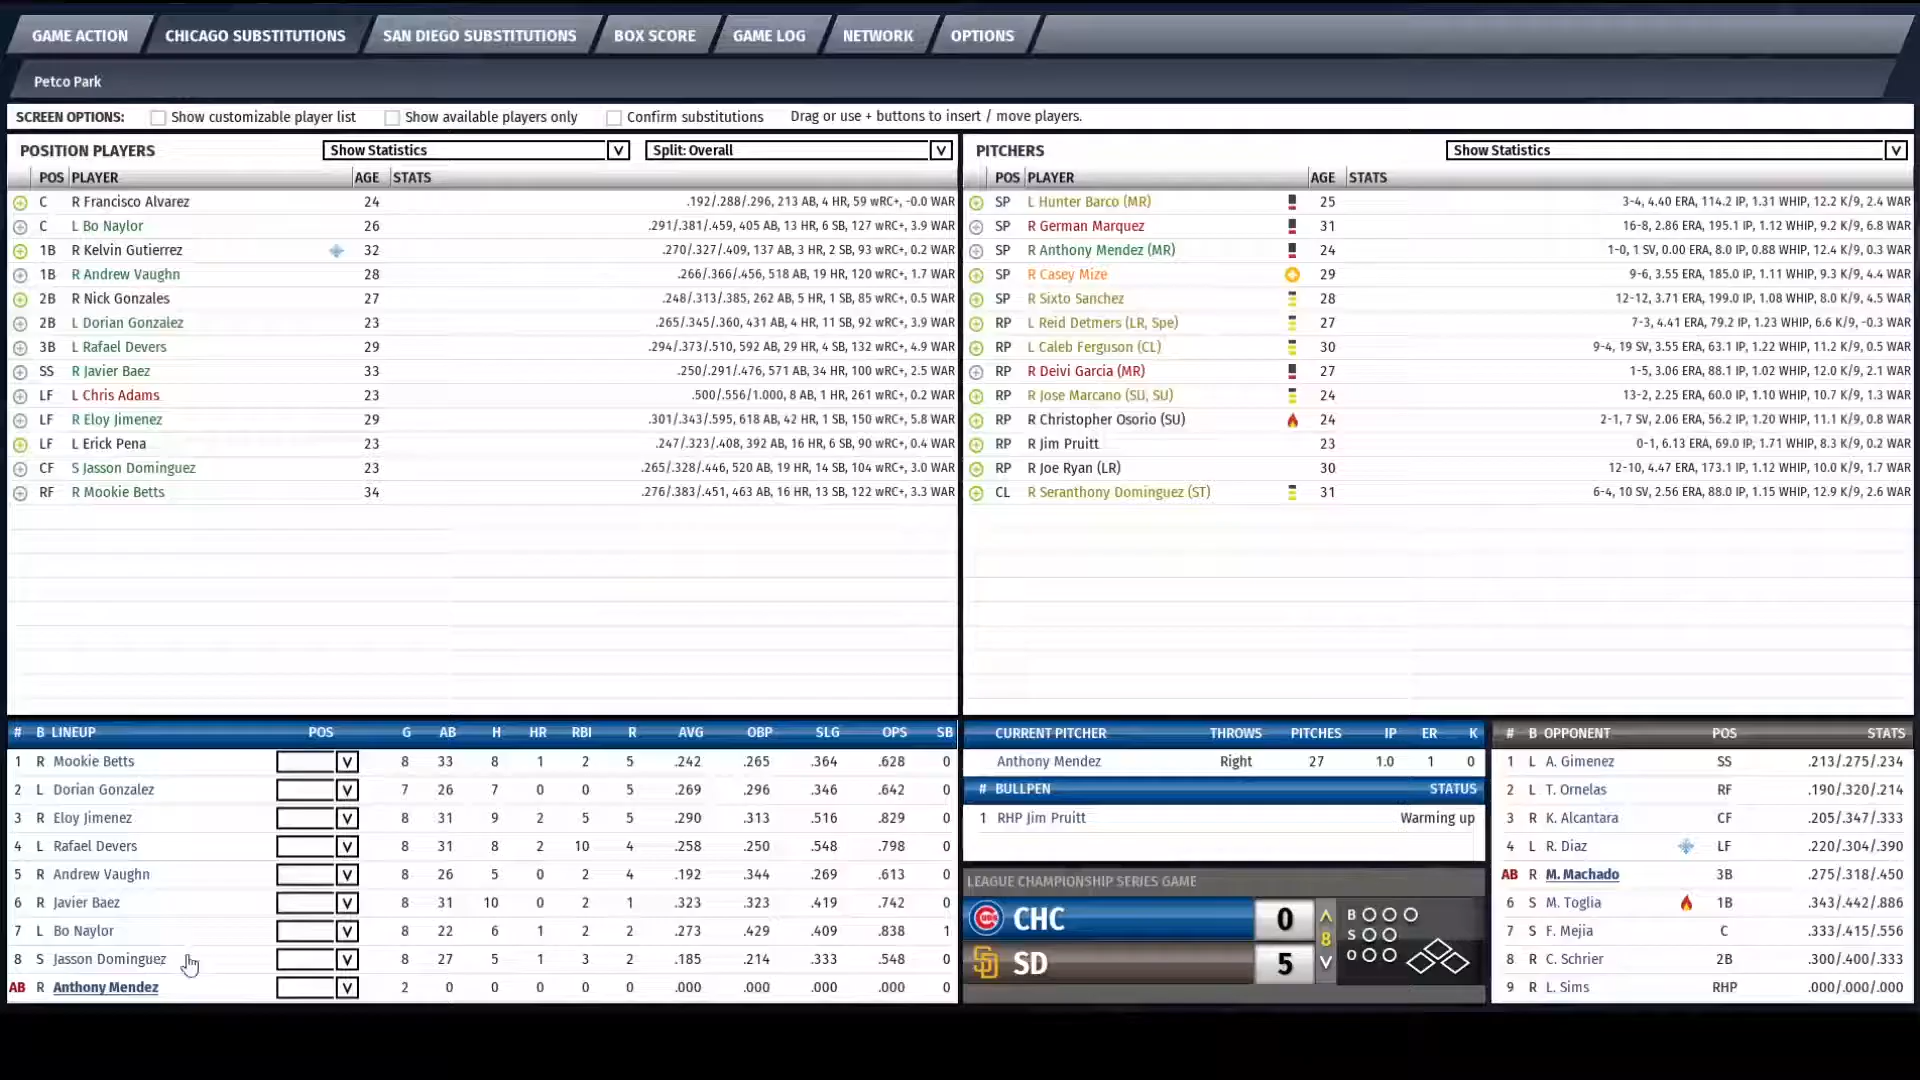 GAME ACTION CHICAGO SUBSTITUTIONS SAN DIEGO SUBSTITUTIONS BOX SCORE GAME LOG NETWORK OPTIONS
Petco Park
SCREEN OPTIONS: Show customizable player list Show available players only Confirm substitutions Drag or use + buttons to insert / move players.
POSITION PLAYERS Show Statistics V Split: Overall V
POS PLAYER AGE STATS
C R Francisco Alvarez 24 .192/.288/.296, 213 AB, 4 HR, 59 wRC+, -0.0 WAR
C L Bo Naylor 26 .291/.381/.459, 405 AB, 13 HR, 6 SB, 127 wRC+, 3.9 WAR
1B R Kelvin Gutierrez 32 .270/.327/.409, 137 AB, 3 HR, 2 SB, 93 wRC+, 0.2 WAR
1B R Andrew Vaughn 28 .266/.366/.456, 518 AB, 19 HR, 120 wRC+, 1.7 WAR
2B R Nick Gonzales 27 .248/.313/.385, 262 AB, 5 HR, 1 SB, 85 wRC+, 0.5 WAR
2B L Dorian Gonzalez 23 .265/.345/.360, 431 AB, 4 HR, 11 SB, 92 wRC+, 3.9 WAR
3B L Rafael Devers 29 .294/.373/.510, 592 AB, 29 HR, 4 SB, 132 wRC+, 4.9 WAR
SS R Javier Baez 33 .250/.291/.476, 571 AB, 34 HR, 100 wRC+, 2.5 WAR
LF L Chris Adams 23 .500/.556/1.000, 8 AB, 1 HR, 261 wRC+, 0.2 WAR
LF R Eloy Jimenez 29 .301/.343/.595, 618 AB, 42 HR, 1 SB, 150 wRC+, 5.8 WAR
LF L Erick Pena 23 .247/.323/.408, 392 AB, 16 HR, 6 SB, 90 wRC+, 0.4 WAR
CF S Jasson Dominguez 23 .265/.328/.446, 520 AB, 19 HR, 14 SB, 104 wRC+, 3.0 WAR
RF R Mookie Betts 34 .276/.383/.451, 463 AB, 16 HR, 13 SB, 122 wRC+, 3.3 WAR
PITCHERS Show Statistics V
POS PLAYER AGE STATS
SP L Hunter Barco (MR) 25 3-4, 4.40 ERA, 114.2 IP, 1.31 WHIP, 12.2 K/9, 2.4 WAR
SP R German Marquez 31 16-8, 2.86 ERA, 195.1 IP, 1.12 WHIP, 9.2 K/9, 6.8 WAR
SP R Anthony Mendez (MR) 24 1-0, 1 SV, 0.00 ERA, 8.0 IP, 0.88 WHIP, 12.4 K/9, 0.3 WAR
SP R Casey Mize 29 9-6, 3.55 ERA, 185.0 IP, 1.11 WHIP, 9.3 K/9, 4.4 WAR
SP R Sixto Sanchez 28 12-12, 3.71 ERA, 199.0 IP, 1.08 WHIP, 8.0 K/9, 4.5 WAR
RP L Reid Detmers (LR, Spe) 27 7-3, 4.41 ERA, 79.2 IP, 1.23 WHIP, 6.6 K/9, -0.3 WAR
RP L Caleb Ferguson (CL) 30 9-4, 19 SV, 3.55 ERA, 63.1 IP, 1.22 WHIP, 11.2 K/9, 0.5 WAR
RP R Deivi Garcia (MR) 27 1-5, 3.06 ERA, 88.1 IP, 1.02 WHIP, 12.0 K/9, 2.1 WAR
RP R Jose Marcano (SU, SU) 24 13-2, 2.25 ERA, 60.0 IP, 1.10 WHIP, 10.7 K/9, 1.3 WAR
RP R Christopher Osorio (SU) 24 2-1, 7 SV, 2.06 ERA, 56.2 IP, 1.20 WHIP, 11.1 K/9, 0.8 WAR
RP R Jim Pruitt 23 0-1, 6.13 ERA, 69.0 IP, 1.71 WHIP, 8.3 K/9, 0.2 WAR
RP R Joe Ryan (LR) 30 12-10, 4.47 ERA, 173.1 IP, 1.12 WHIP, 10.0 K/9, 1.7 WAR
CL R Seranthony Dominguez (ST) 31 6-4, 10 SV, 2.56 ERA, 88.0 IP, 1.15 WHIP, 12.9 K/9, 2.6 WAR
# B LINEUP POS G AB H HR RBI R AVG OBP SLG OPS SB
1 R Mookie Betts V 8 33 8 1 2 5 .242 .265 .364 .628 0
2 L Dorian Gonzalez V 7 26 7 0 0 5 .269 .296 .346 .642 0
3 R Eloy Jimenez V 8 31 9 2 5 5 .290 .313 .516 .829 0
4 L Rafael Devers V 8 31 8 2 10 4 .258 .250 .548 .798 0
5 R Andrew Vaughn V 8 26 5 0 2 4 .192 .344 .269 .613 0
6 R Javier Baez V 8 31 10 0 2 1 .323 .323 .419 .742 0
7 L Bo Naylor V 8 22 6 1 2 2 .273 .429 .409 .838 1
8 S Jasson Dominguez V 8 27 5 1 3 2 .185 .214 .333 .548 0
AB R Anthony Mendez V 2 0 0 0 0 0 .000 .000 .000 .000 0
CURRENT PITCHER THROWS PITCHES IP ER K
Anthony Mendez Right 27 1.0 1 0
# BULLPEN STATUS
1 RHP Jim Pruitt Warming up
LEAGUE CHAMPIONSHIP SERIES GAME
CUBS CHC 0
SD SD 5
8
B
S
O
# B OPPONENT POS STATS
1 L A. Gimenez SS .213/.275/.234
2 L T. Ornelas RF .190/.320/.214
3 R K. Alcantara CF .205/.347/.333
4 L R. Diaz LF .220/.304/.390
AB R M. Machado 3B .275/.318/.450
6 S M. Toglia 1B .343/.442/.886
7 S F. Mejia C .333/.415/.556
8 R C. Schrier 2B .300/.400/.333
9 R L. Sims RHP .000/.000/.000